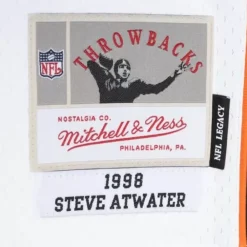 THROWBACKS
NFL
NOSTALGIA CO.
Mitchell & Ness
PHILADELPHIA, PA.
NFL LEGACY
1998
STEVE ATWATER